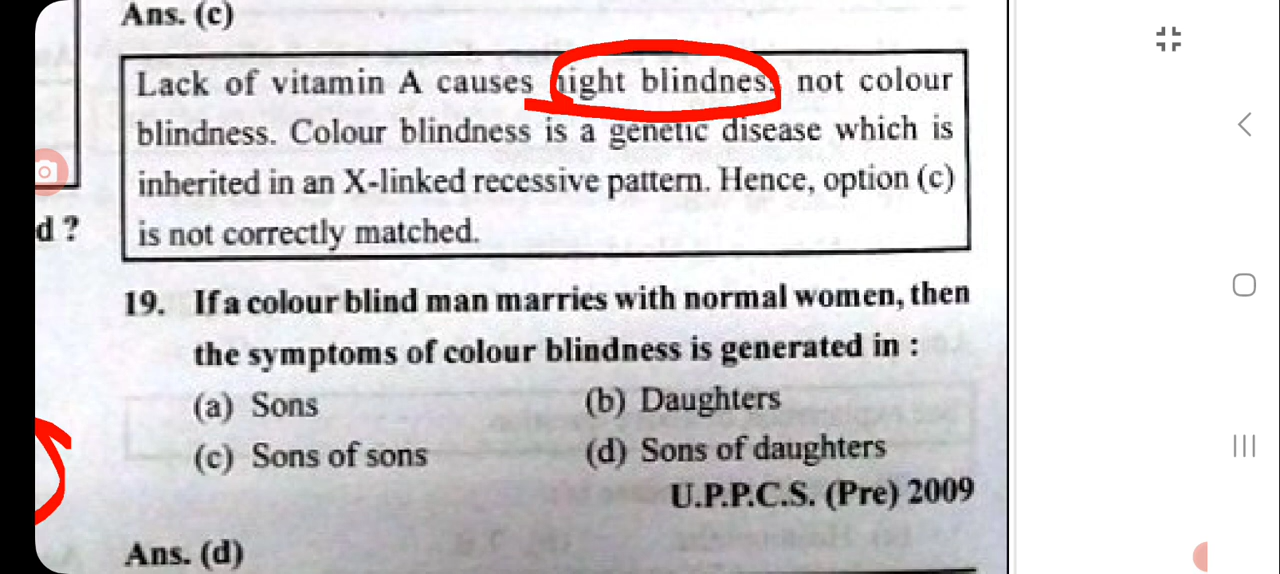 Ans. (c)
Lack of vitamin A causes night blindness not colour
blindness. Colour blindness is a genetic disease which is
inherited in an X-linked recessive pattern. Hence, option (c)
is not correctly matched.
d ?
19. If a colour blind man marries with normal women, then
the symptoms of colour blindness is generated in :
(a) Sons (b) Daughters
(c) Sons of sons (d) Sons of daughters
U.P.P.C.S. (Pre) 2009
Ans. (d)